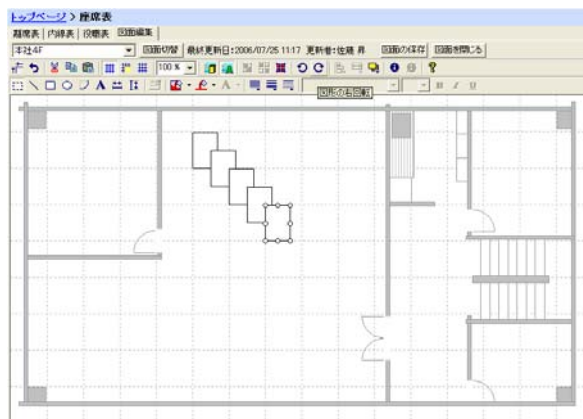 トップページ > 座席表
座席表 | 内線表 | 役職表 | 図面編集 |
本社4F 図面切替 最終更新日:2006/07/25 11:17 更新者:佐藤 昇 図面の保存 図面を閉じる
100 %
A A B I U
図形の右回転